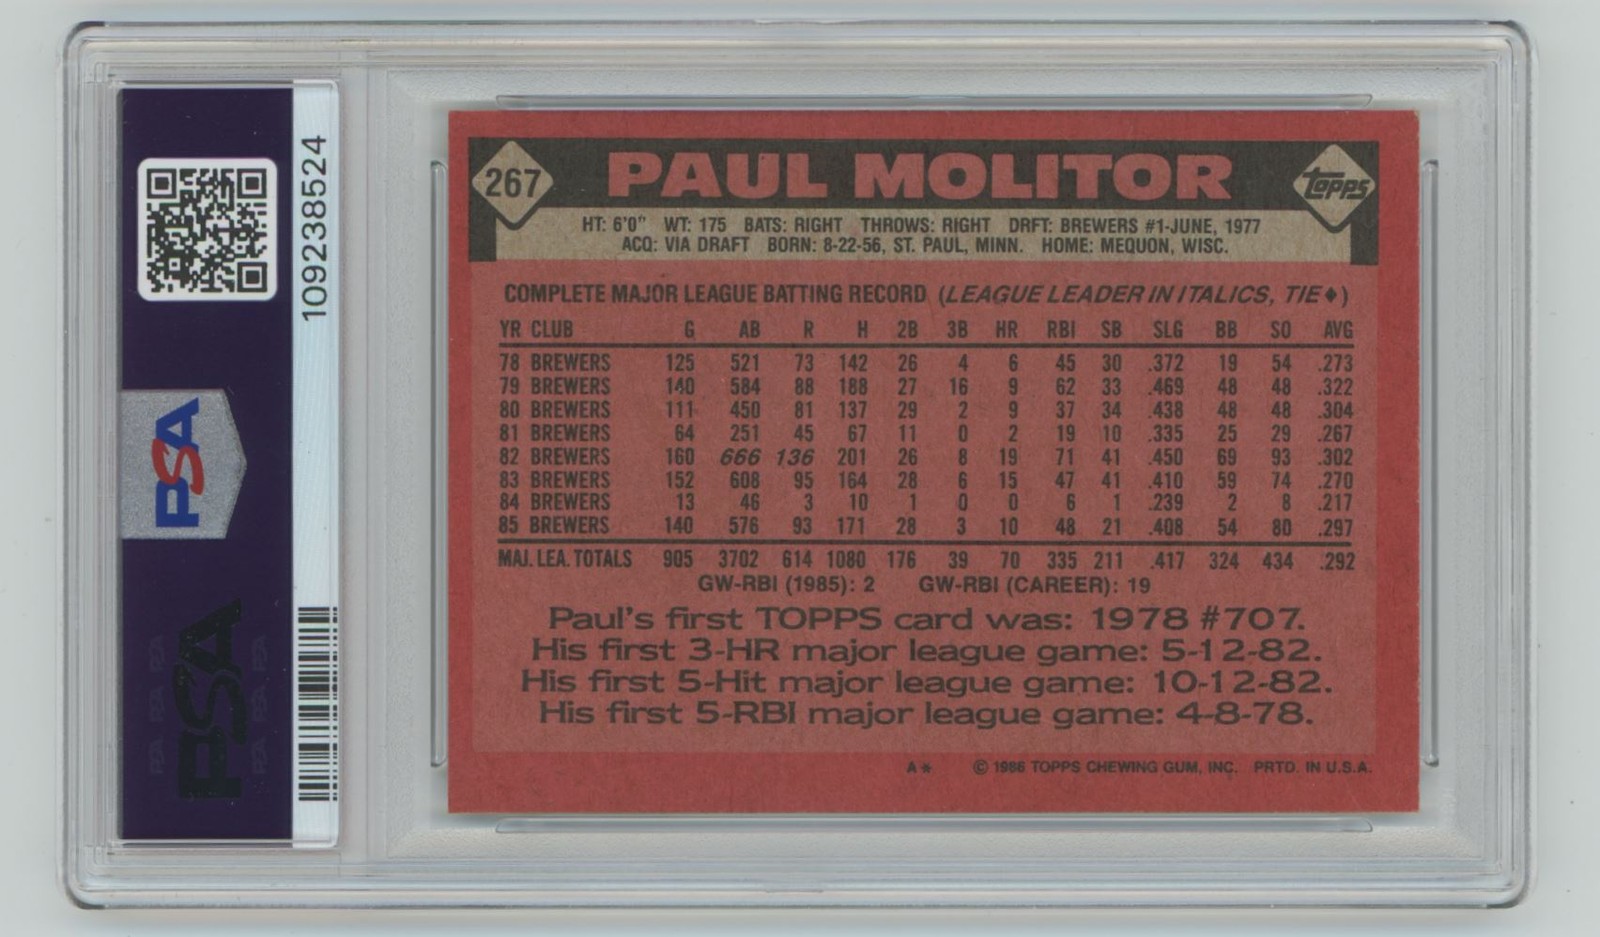 267 PAUL MOLITOR Topps
HT: 6'0" WT: 175 BATS: RIGHT THROWS: RIGHT DRFT: BREWERS #1-JUNE, 1977
ACQ: VIA DRAFT BORN: 8-22-56, ST. PAUL, MINN. HOME: MEQUON, WISC.
COMPLETE MAJOR LEAGUE BATTING RECORD (LEAGUE LEADER IN ITALICS, TIE♦)
YR CLUB G AB R H 2B 3B HR RBI SB SLG BB SO AVG
78 BREWERS 125 521 73 142 26 4 6 45 30 .372 19 54 .273
79 BREWERS 140 584 88 188 27 16 9 62 33 .469 48 48 .322
80 BREWERS 111 450 81 137 29 2 9 37 34 .438 48 48 .304
81 BREWERS 64 251 45 67 11 0 2 19 10 .335 25 29 .267
82 BREWERS 160 666 136 201 26 8 19 71 41 .450 69 93 .302
83 BREWERS 152 608 95 164 28 6 15 47 41 .410 59 74 .270
84 BREWERS 13 46 3 10 1 0 0 6 1 .239 2 8 .217
85 BREWERS 140 576 93 171 28 3 10 48 21 .408 54 80 .297
MAJ. LEA. TOTALS 905 3702 614 1080 176 39 70 335 211 .417 324 434 .292
GW-RBI (1985): 2 GW-RBI (CAREER): 19
Paul's first TOPPS card was: 1978 #707.
His first 3-HR major league game: 5-12-82.
His first 5-Hit major league game: 10-12-82.
His first 5-RBI major league game: 4-8-78.
A* © 1986 TOPPS CHEWING GUM, INC. PRTD. IN U.S.A.
109238524
PSA
PSA
PSA PSA PSA
PSA PSA PSA